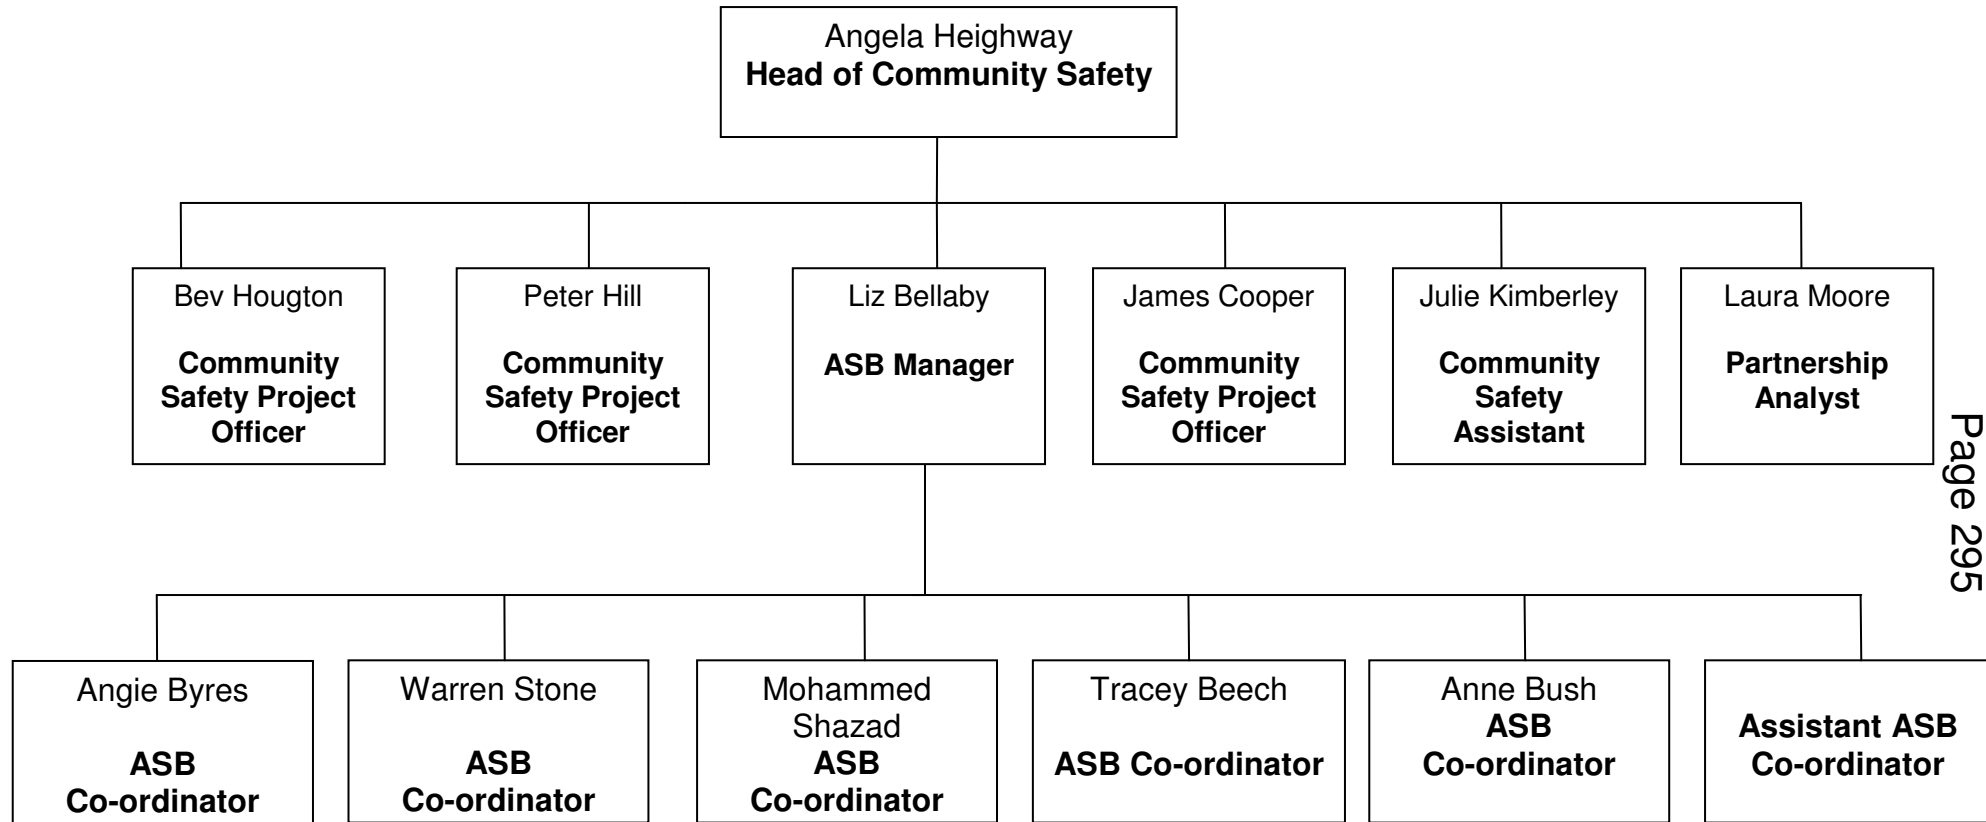 Angela Heighway
Head of Community Safety
Bev Hougton
Community
Safety Project
Officer
Peter Hill
Community
Safety Project
Officer
Liz Bellaby
ASB Manager
James Cooper
Community
Safety Project
Officer
Julie Kimberley
Community
Safety
Assistant
Laura Moore
Partnership
Analyst
Page 295
Angie Byres
ASB
Co-ordinator
Warren Stone
ASB
Co-ordinator
Mohammed
Shazad
ASB
Co-ordinator
Tracey Beech
ASB Co-ordinator
Anne Bush
ASB
Co-ordinator
Assistant ASB
Co-ordinator